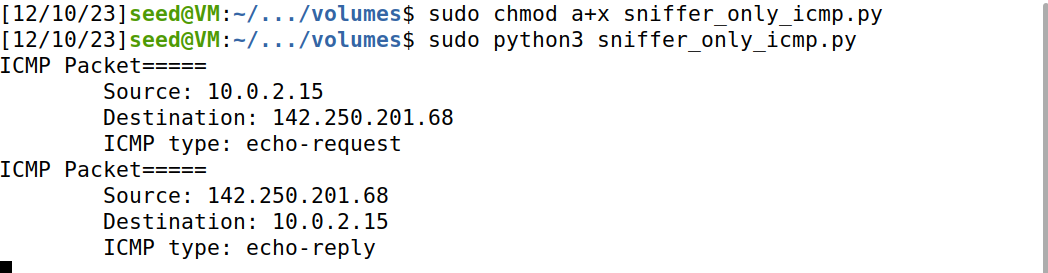 [12/10/23]seed@VM:~/.../volumes$ sudo chmod a+x sniffer_only_icmp.py
[12/10/23]seed@VM:~/.../volumes$ sudo python3 sniffer_only_icmp.py
ICMP Packet=====
        Source: 10.0.2.15
        Destination: 142.250.201.68
        ICMP type: echo-request
ICMP Packet=====
        Source: 142.250.201.68
        Destination: 10.0.2.15
        ICMP type: echo-reply